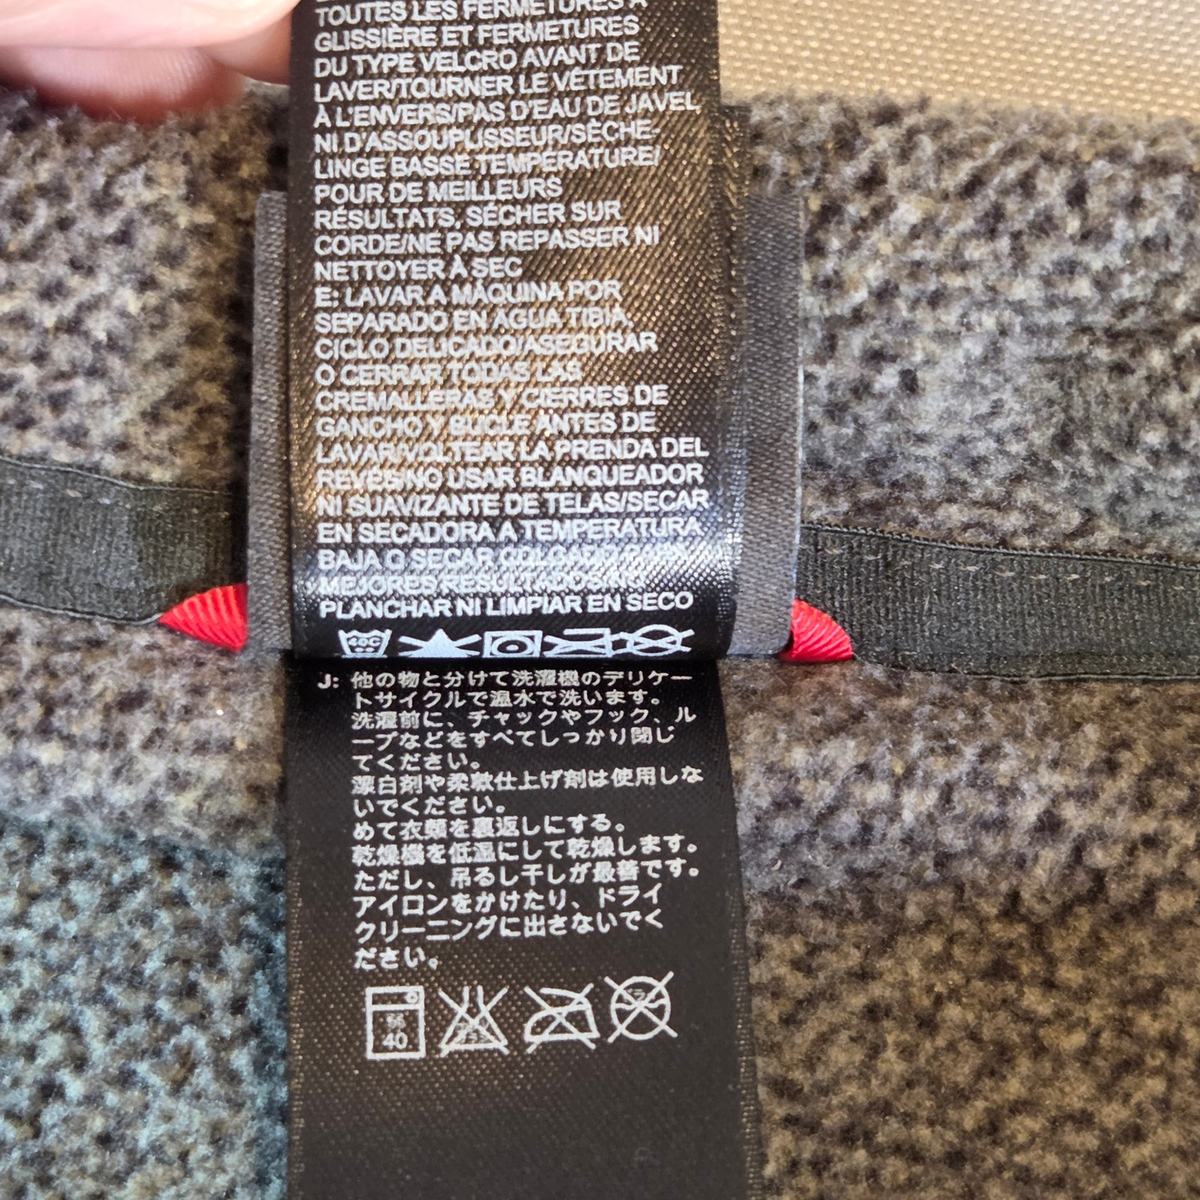 TOUTES LES FERMETURES À
GLISSIÈRE ET FERMETURES
DU TYPE VELCRO AVANT DE
LAVER/TOURNER LE VÊTEMENT
À L'ENVERS/PAS D'EAU DE JAVEL
NI D'ASSOUPLISSEUR/SÈCHE-
LINGE BASSE TEMPÉRATURE/
POUR DE MEILLEURS
RÉSULTATS, SÉCHER SUR
CORDE/NE PAS REPASSER NI
NETTOYER À SEC
E: LAVAR A MÁQUINA POR
SEPARADO EN AGUA TIBIA,
CICLO DELICADO/ASEGURAR
O CERRAR TODAS LAS
CREMALLERAS Y CIERRES DE
GANCHO Y BUCLE ANTES DE
LAVAR/VOLTEAR LA PRENDA DEL
REVÉS/NO USAR BLANQUEADOR
NI SUAVIZANTE DE TELAS/SECAR
EN SECADORA A TEMPERATURA
BAJA O SECAR COLGADO PARA
MEJORES RESULTADOS/NO
PLANCHAR NI LIMPIAR EN SECO
40C
J: 他の物と分けて洗濯機のデリケー
トサイクルで温水で洗います。
洗濯前に、チャックやフック、ル
ープなどをすべてしっかり閉じ
てください。
漂白剤や柔軟仕上げ剤は使用しな
いでください。
めて衣類を裏返しにする。
乾燥機を低温にして乾燥します。
ただし、吊るし干しが最善です。
アイロンをかけたり、ドライ
クリーニングに出さないでく
ださい。
40